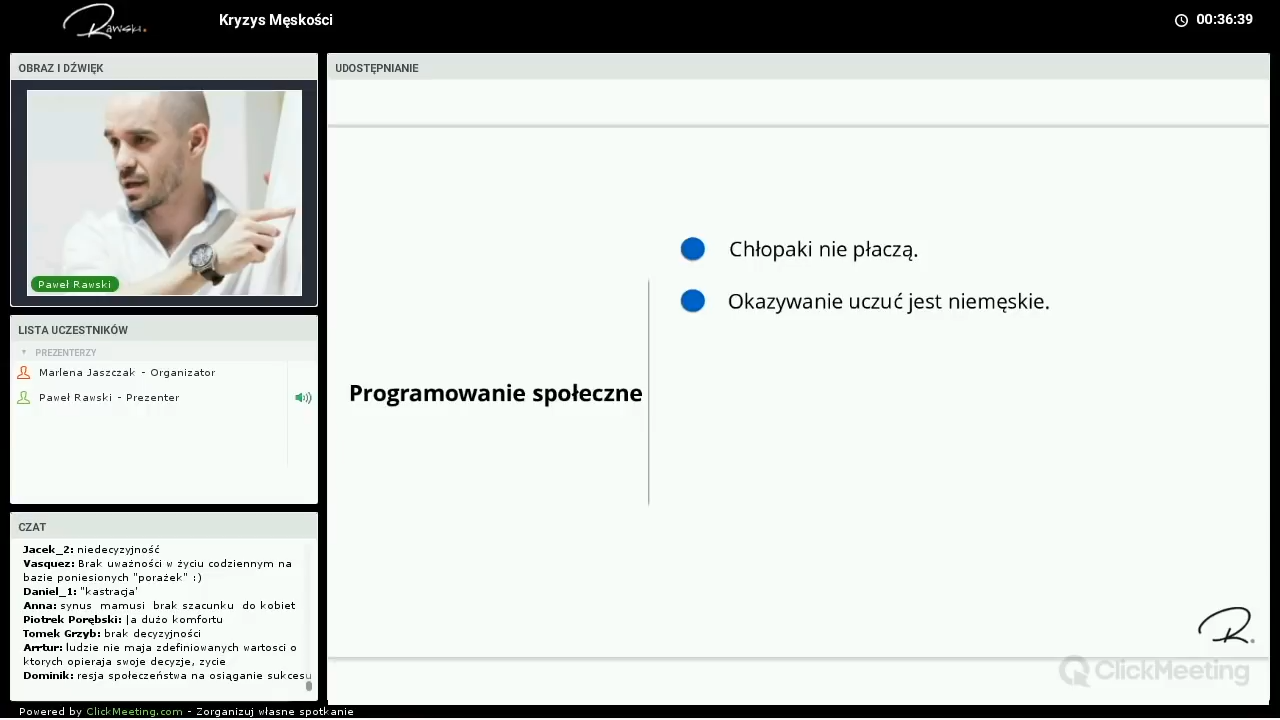 Rawski.
Kryzys Męskości
00:36:39
OBRAZ I DŹWIĘK
Paweł Rawski
LISTA UCZESTNIKÓW
PREZENTERZY
Marlena Jaszczak - Organizator
Paweł Rawski - Prezenter
CZAT
Jacek_2: niedecyzyjność
Vasquez: Brak uważności w życiu codziennym na
bazie poniesionych "porażek" :)
Daniel_1: "kastracja'
Anna: synus mamusi brak szacunku do kobiet
Piotrek Porębski: |a dużo komfortu
Tomek Grzyb: brak decyzyjności
Arrtur: ludzie nie maja zdefiniowanych wartosci o
ktorych opieraja swoje decyzje, zycie
Dominik: resja społeczeństwa na osiąganie sukcesu
UDOSTĘPNIANIE
Programowanie społeczne
Chłopaki nie płaczą.
Okazywanie uczuć jest niemęskie.
R.
ClickMeeting
Powered by ClickMeeting.com - Zorganizuj własne spotkanie